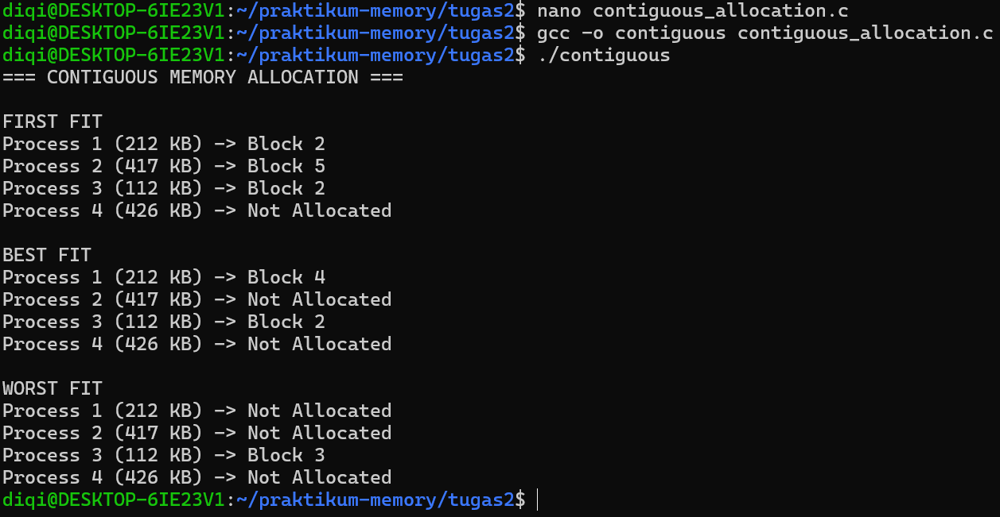 diqi@DESKTOP-6IE23V1:~/praktikum-memory/tugas2$ nano contiguous_allocation.c
diqi@DESKTOP-6IE23V1:~/praktikum-memory/tugas2$ gcc -o contiguous contiguous_allocation.c
diqi@DESKTOP-6IE23V1:~/praktikum-memory/tugas2$ ./contiguous
=== CONTIGUOUS MEMORY ALLOCATION ===

FIRST FIT
Process 1 (212 KB) -> Block 2
Process 2 (417 KB) -> Block 5
Process 3 (112 KB) -> Block 2
Process 4 (426 KB) -> Not Allocated

BEST FIT
Process 1 (212 KB) -> Block 4
Process 2 (417 KB) -> Not Allocated
Process 3 (112 KB) -> Block 2
Process 4 (426 KB) -> Not Allocated

WORST FIT
Process 1 (212 KB) -> Not Allocated
Process 2 (417 KB) -> Not Allocated
Process 3 (112 KB) -> Block 3
Process 4 (426 KB) -> Not Allocated
diqi@DESKTOP-6IE23V1:~/praktikum-memory/tugas2$